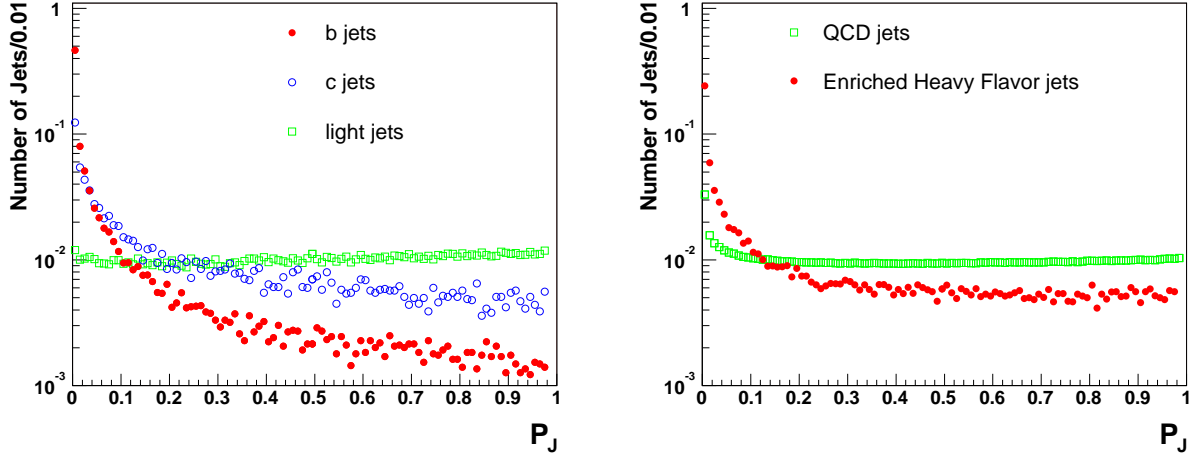 Number of Jets/0.01
1
10-1
10-2
10-3
b jets
c jets
light jets
0 0.1 0.2 0.3 0.4 0.5 0.6 0.7 0.8 0.9 1
PJ
Number of Jets/0.01
1
10-1
10-2
10-3
QCD jets
Enriched Heavy Flavor jets
0 0.1 0.2 0.3 0.4 0.5 0.6 0.7 0.8 0.9 1
PJ